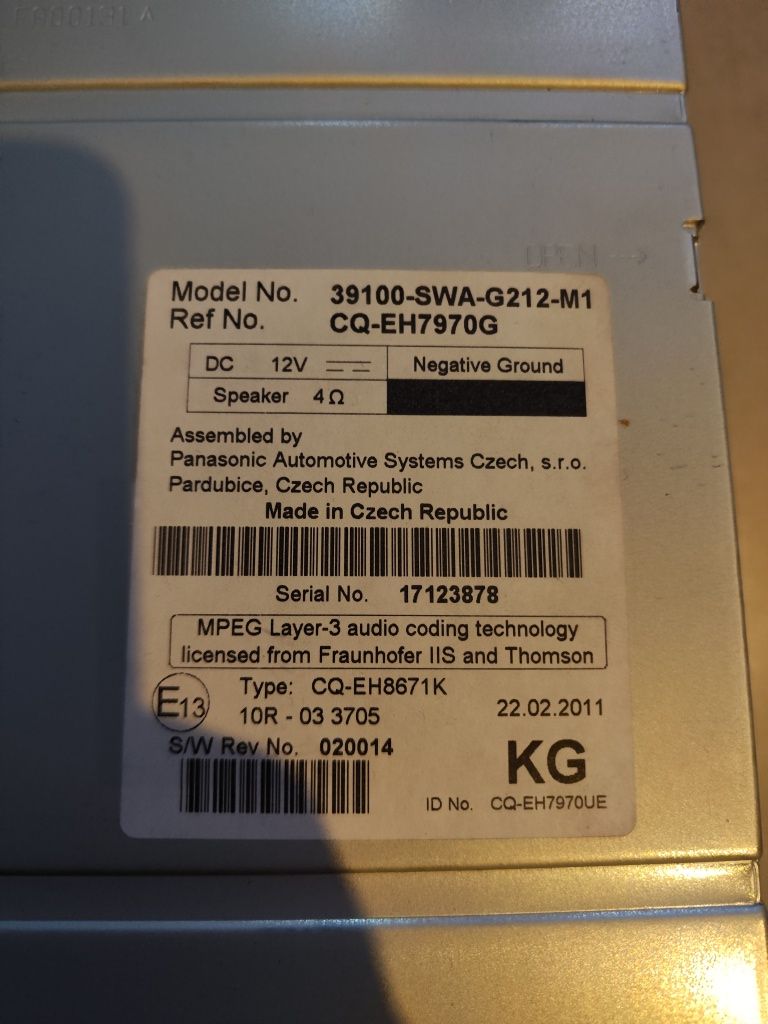 Model No. 39100-SWA-G212-M1
Ref No. CQ-EH7970G
DC 12V Negative Ground
Speaker 4Ω
Assembled by
Panasonic Automotive Systems Czech, s.r.o.
Pardubice, Czech Republic
Made in Czech Republic
Serial No. 17123878
MPEG Layer-3 audio coding technology
licensed from Fraunhofer IIS and Thomson
E13
Type: CQ-EH8671K
10R - 03 3705
22.02.2011
S/W Rev No. 020014
KG
ID No. CQ-EH7970UE